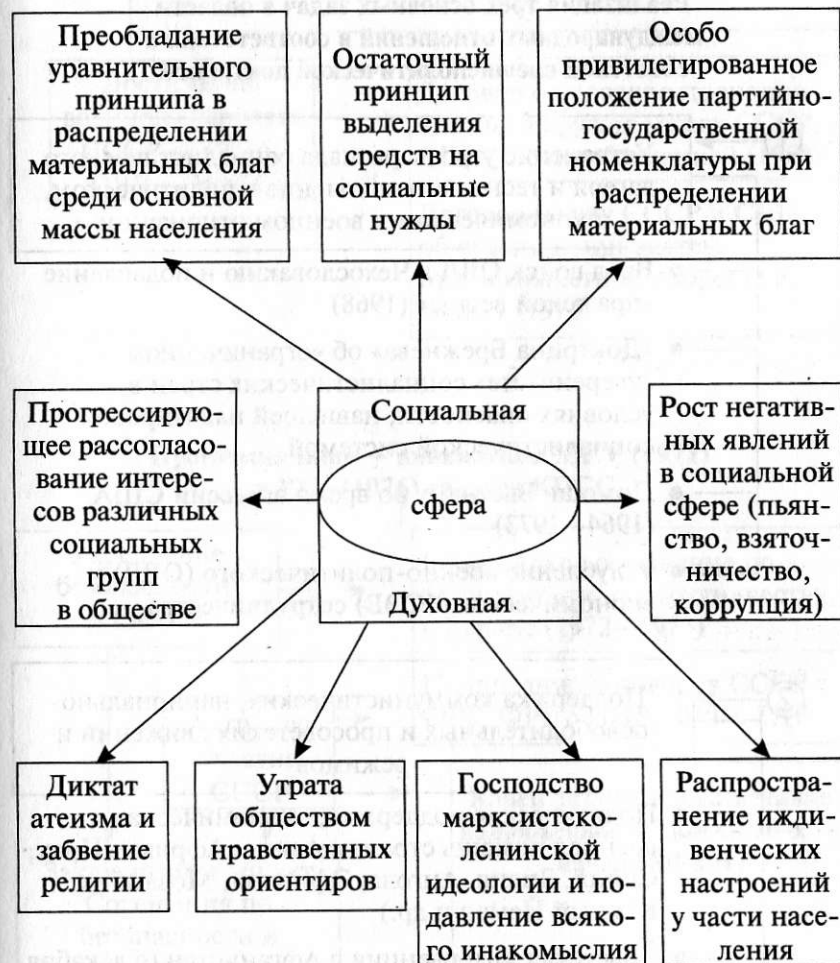 Преобладание
уравнительного
принципа в
распределении
материальных благ
среди основной
массы населения
Остаточный
принцип
выделения
средств на
социальные
нужды
Особо
привилегированное
положение партийно-
государственной
номенклатуры при
распределении
материальных благ
Прогрессирую-
щее рассогласо-
вание интере-
сов различных
социальных
групп
в обществе
Социальная
сфера
Духовная
Рост негатив-
ных явлений
в социальной
сфере (пьян-
ство, взяточ-
ничество,
коррупция)
Диктат
атеизма и
забвение
религии
Утрата
обществом
нравственных
ориентиров
Господство
марксистско-
ленинской
идеологии и по-
давление всяко-
го инакомыслия
Распростра-
нение ижди-
венческих
настроений
у части насе-
ления